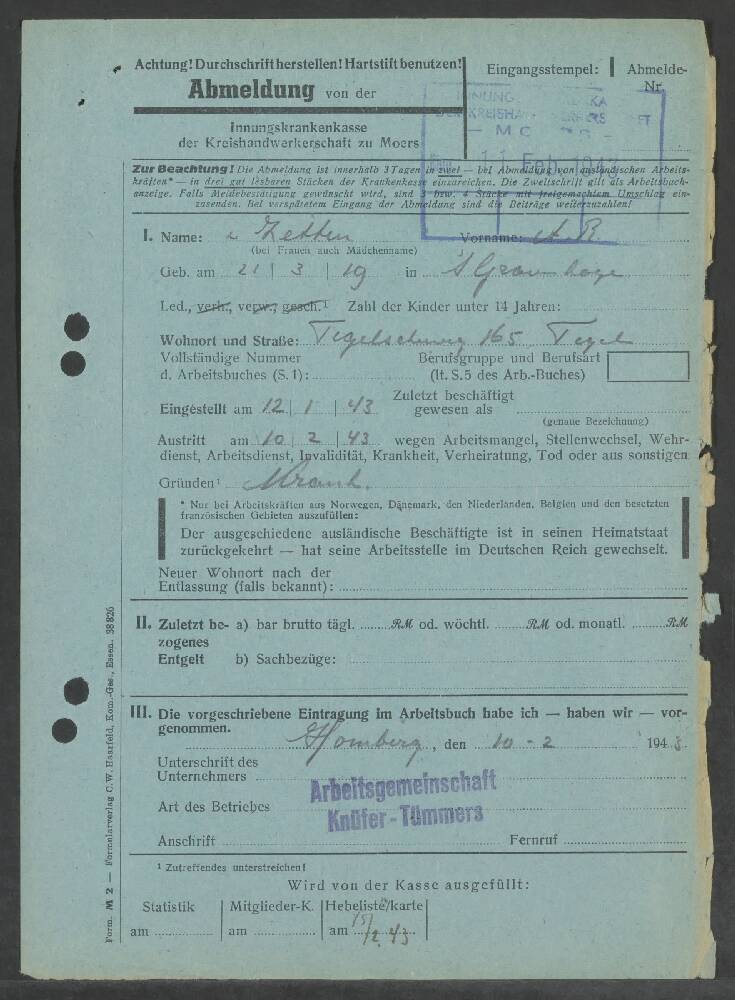 Achtung! Durchschrift herstellen! Hartstift benutzen!
Abmeldung von der
Innungskrankenkasse
der Kreishandwerkerschaft zu Moers
Eingangsstempel:
Abmelde-
Nr.
11. Feb. 1943
Zur Beachtung! Die Abmeldung ist innerhalb 3 Tagen in zwei — bei Abmeldung von ausländischen Arbeits-
kräften* — in drei gut lesbaren Stücken der Krankenkasse einzureichen. Die Zweitschrift gilt als Arbeitsbuch-
anzeige. Falls Meldebestätigung gewünscht wird, sind 3 bzw. 4 Stücke mit freigemachtem Umschlag ein-
zusenden. Bei verspätetem Eingang der Abmeldung sind die Beiträge weiterzuzahlen!
I. Name: Zetten Vorname: A. R.
(bei Frauen auch Mädchenname)
Geb. am 21 | 3 | 19 in S Gravenhage
Led., verh., verw., gesch.¹ Zahl der Kinder unter 14 Jahren:
Wohnort und Straße: 165 Tegel
Vollständige Nummer
d. Arbeitsbuches (S. 1):
Berufsgruppe und Berufsart
(lt. S. 5 des Arb.-Buches)
Eingestellt am 12 | 1 | 43 Zuletzt beschäftigt
gewesen als
(genaue Bezeichnung)
Austritt am 10 | 2 | 43 wegen Arbeitsmangel, Stellenwechsel, Wehr-
dienst, Arbeitsdienst, Invalidität, Krankheit, Verheiratung, Tod oder aus sonstigen
Gründen¹ Krank.
* Nur bei Arbeitskräften aus Norwegen, Dänemark, den Niederlanden, Belgien und den besetzten
französischen Gebieten auszufüllen:
Der ausgeschiedene ausländische Beschäftigte ist in seinen Heimatstaat
zurückgekehrt — hat seine Arbeitsstelle im Deutschen Reich gewechselt.
Neuer Wohnort nach der
Entlassung (falls bekannt):
II. Zuletzt be- a) bar brutto tägl. RM od. wöchtl. RM od. monatl. RM
zogenes
Entgelt b) Sachbezüge:
III. Die vorgeschriebene Eintragung im Arbeitsbuch habe ich — haben wir — vor-
genommen.
Homberg, den 10 - 2 1943
Unterschrift des
Unternehmers
Arbeitsgemeinschaft
Knüfer-Tümmers
Art des Betriebes
Anschrift Fernruf
¹ Zutreffendes unterstreichen!
Wird von der Kasse ausgefüllt:
Statistik Mitglieder-K. Hebeliste/karte
am am am 15/2. 43
Form. M 2 — Formularverlag C. W. Haarfeld, Kom.-Ges., Essen. 38826